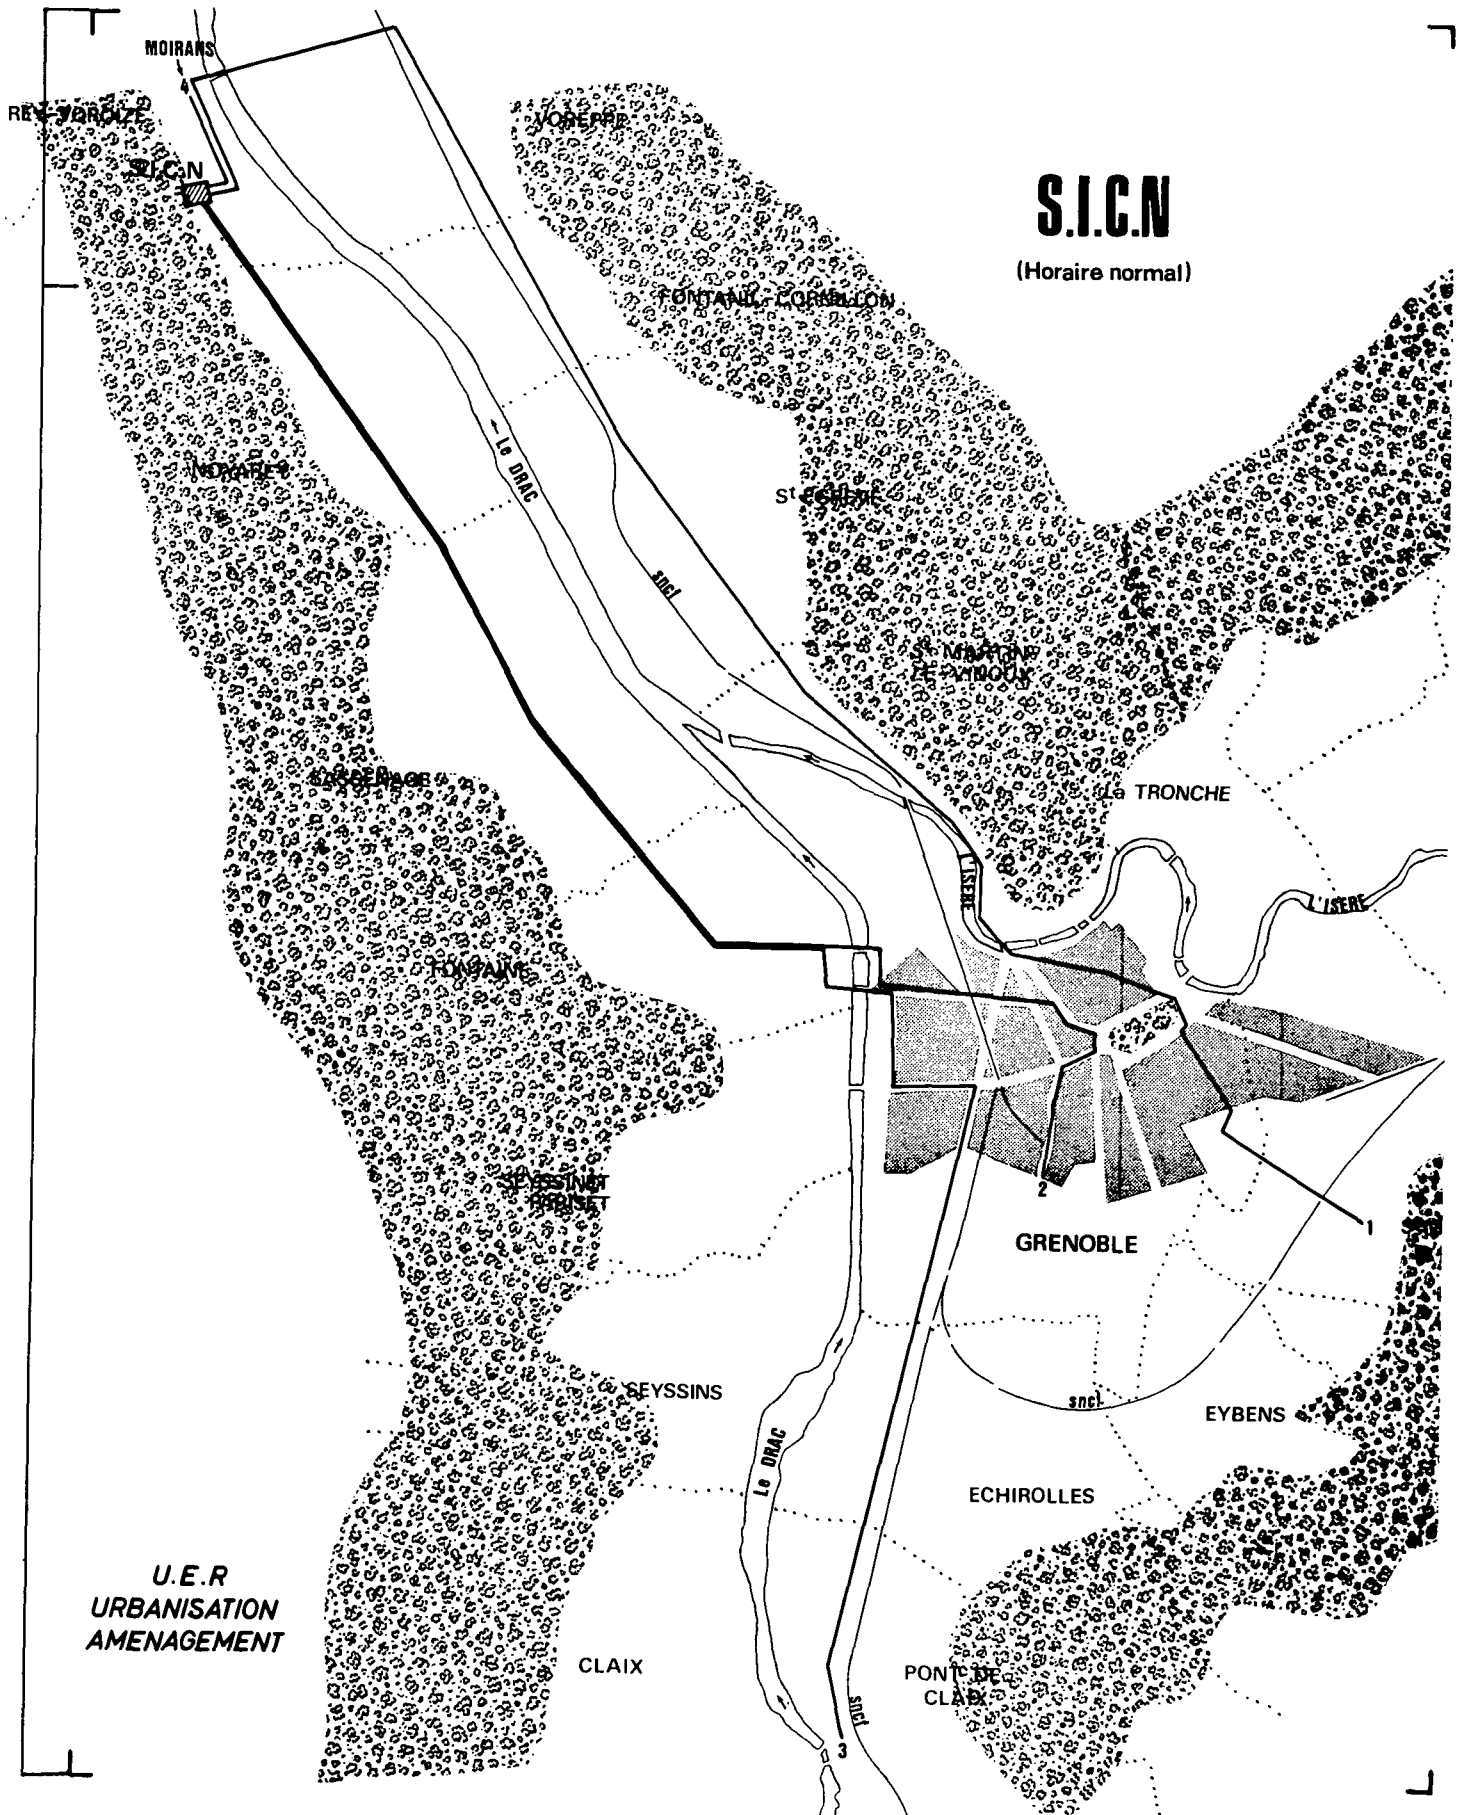 MOIRANS
4
VOREPPE
S.I.C.N
S.I.C.N
(Horaire normal)
FONTANIL-CORNILLON
Le DRAC
NOYAREY
St EGREVE
sncf
St MARTIN
LE-VINOUX
SASSENAGE
La TRONCHE
L'ISERE
L'ISERE
FONTAINE
SEYSSINET
PARISET
2
1
GRENOBLE
SEYSSINS
sncf
EYBENS
Le DRAC
ECHIROLLES
U.E.R
URBANISATION
AMENAGEMENT
CLAIX
PONT DE
CLAIX
sncf
3